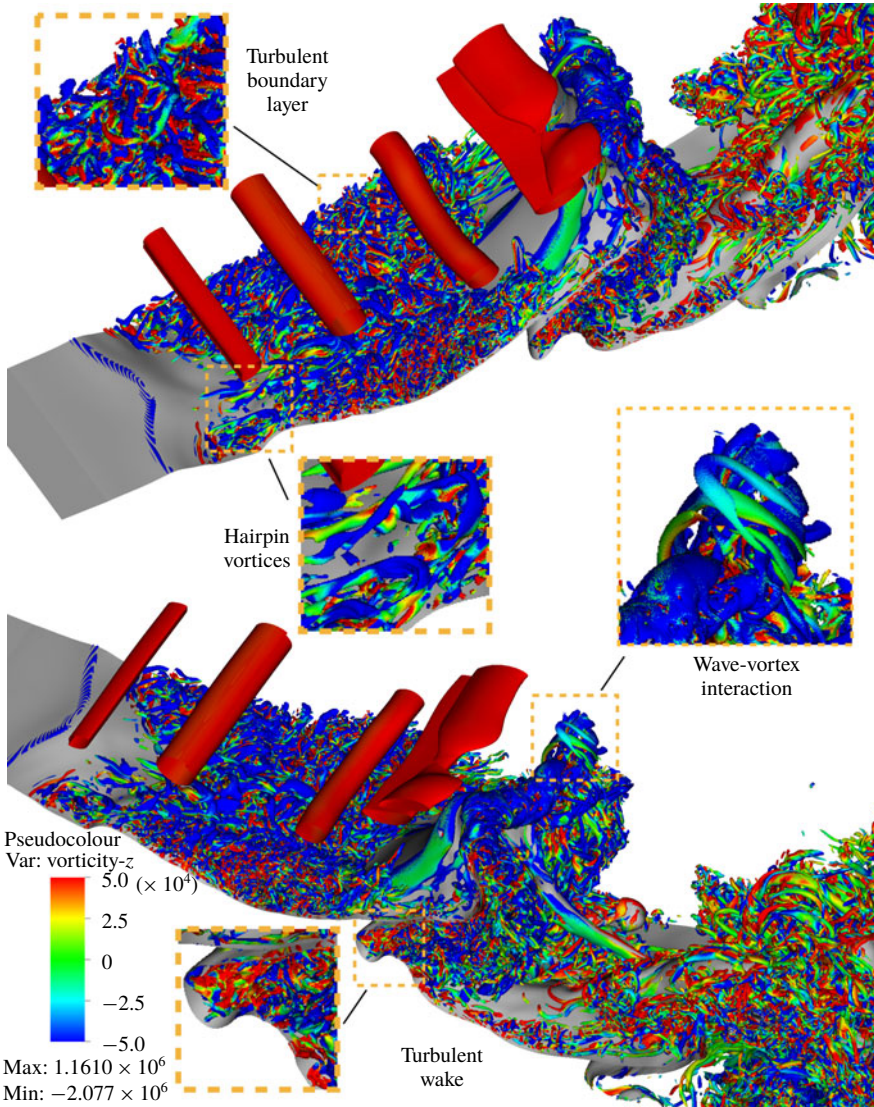 Turbulent
boundary
layer
Hairpin
vortices
Wave-vortex
interaction
Pseudocolour
Var: vorticity-z
5.0 (× 10⁴)
2.5
0
−2.5
−5.0
Max: 1.1610 × 10⁶
Min: −2.077 × 10⁶
Turbulent
wake